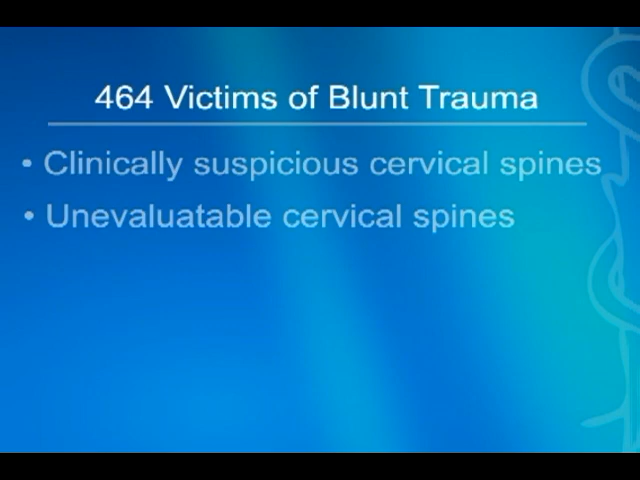 464 Victims of Blunt Trauma
• Clinically suspicious cervical spines
• Unevaluatable cervical spines